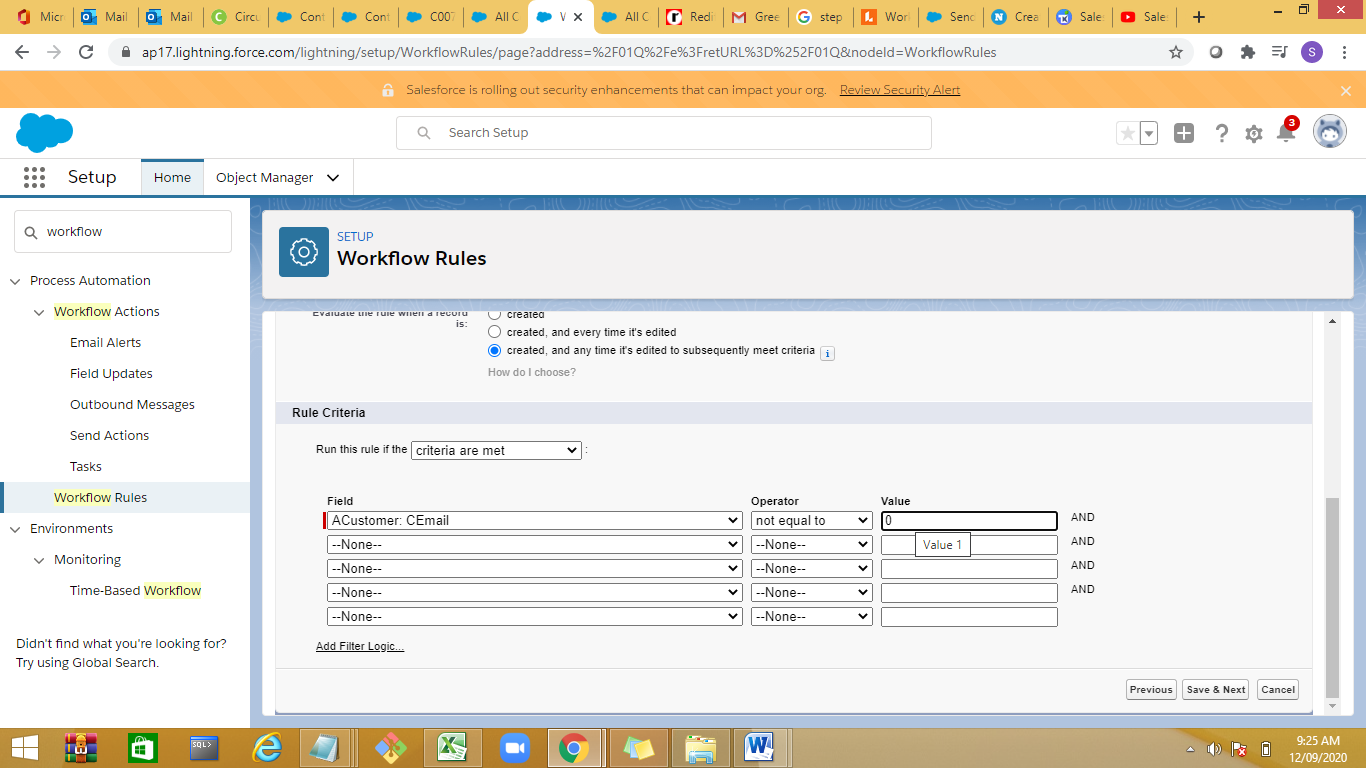 Micr
Mail
Mail
Circu
Cont
Cont
C007
All C
W
All C
Redi
Gree
step
Work
Send
Crea
Sales
Sales
ap17.lightning.force.com/lightning/setup/WorkflowRules/page?address=%2F01Q%2Fe%3FretURL%3D%252F01Q&nodeId=WorkflowRules
S
Salesforce is rolling out security enhancements that can impact your org. Review Security Alert
Search Setup
3
Setup
Home
Object Manager
workflow
SETUP
Workflow Rules
Process Automation
Workflow Actions
Email Alerts
Field Updates
Outbound Messages
Send Actions
Tasks
Workflow Rules
Environments
Monitoring
Time-Based Workflow
Didn't find what you're looking for?
Try using Global Search.
Evaluate the rule when a record
is:
created
created, and every time it's edited
created, and any time it's edited to subsequently meet criteria i
How do I choose?
Rule Criteria
Run this rule if the criteria are met :
Field Operator Value
ACustomer: CEmail not equal to 0 AND
--None-- --None-- AND
Value 1
--None-- --None-- AND
--None-- --None-- AND
--None-- --None--
Add Filter Logic...
Previous Save & Next Cancel
SQL>
9:25 AM
12/09/2020